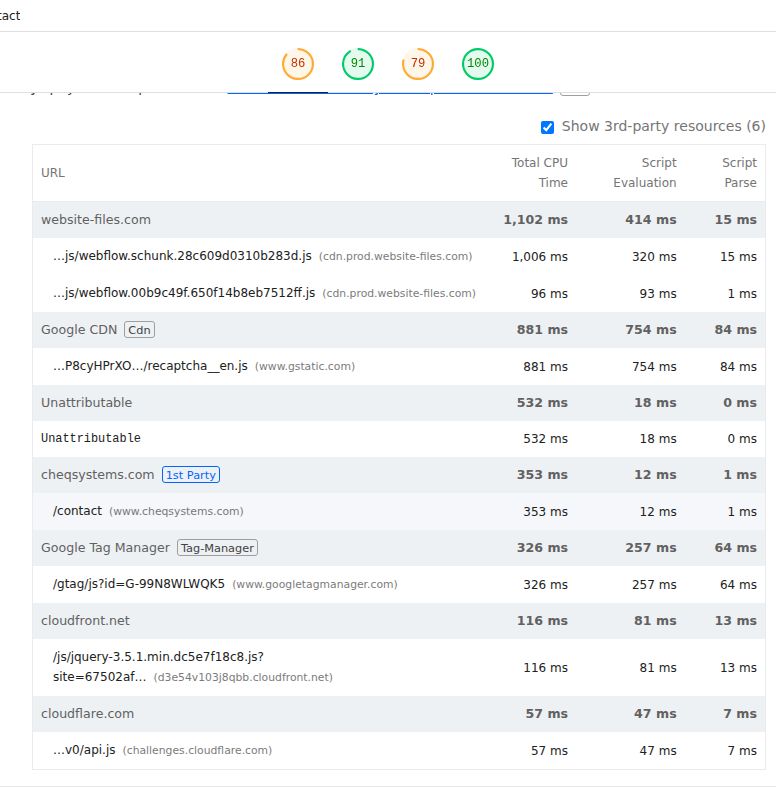 tact
86 91 79 100
Show 3rd-party resources (6)
URL Total CPU Time Script Evaluation Script Parse
website-files.com 1,102 ms 414 ms 15 ms
…js/webflow.schunk.28c609d0310b283d.js (cdn.prod.website-files.com) 1,006 ms 320 ms 15 ms
…js/webflow.00b9c49f.650f14b8eb7512ff.js (cdn.prod.website-files.com) 96 ms 93 ms 1 ms
Google CDN Cdn 881 ms 754 ms 84 ms
…P8cyHPrXO…/recaptcha__en.js (www.gstatic.com) 881 ms 754 ms 84 ms
Unattributable 532 ms 18 ms 0 ms
Unattributable 532 ms 18 ms 0 ms
cheqsystems.com 1st Party 353 ms 12 ms 1 ms
/contact (www.cheqsystems.com) 353 ms 12 ms 1 ms
Google Tag Manager Tag-Manager 326 ms 257 ms 64 ms
/gtag/js?id=G-99N8WLWQK5 (www.googletagmanager.com) 326 ms 257 ms 64 ms
cloudfront.net 116 ms 81 ms 13 ms
/js/jquery-3.5.1.min.dc5e7f18c8.js?
site=67502af… (d3e54v103j8qbb.cloudfront.net) 116 ms 81 ms 13 ms
cloudflare.com 57 ms 47 ms 7 ms
…v0/api.js (challenges.cloudflare.com) 57 ms 47 ms 7 ms